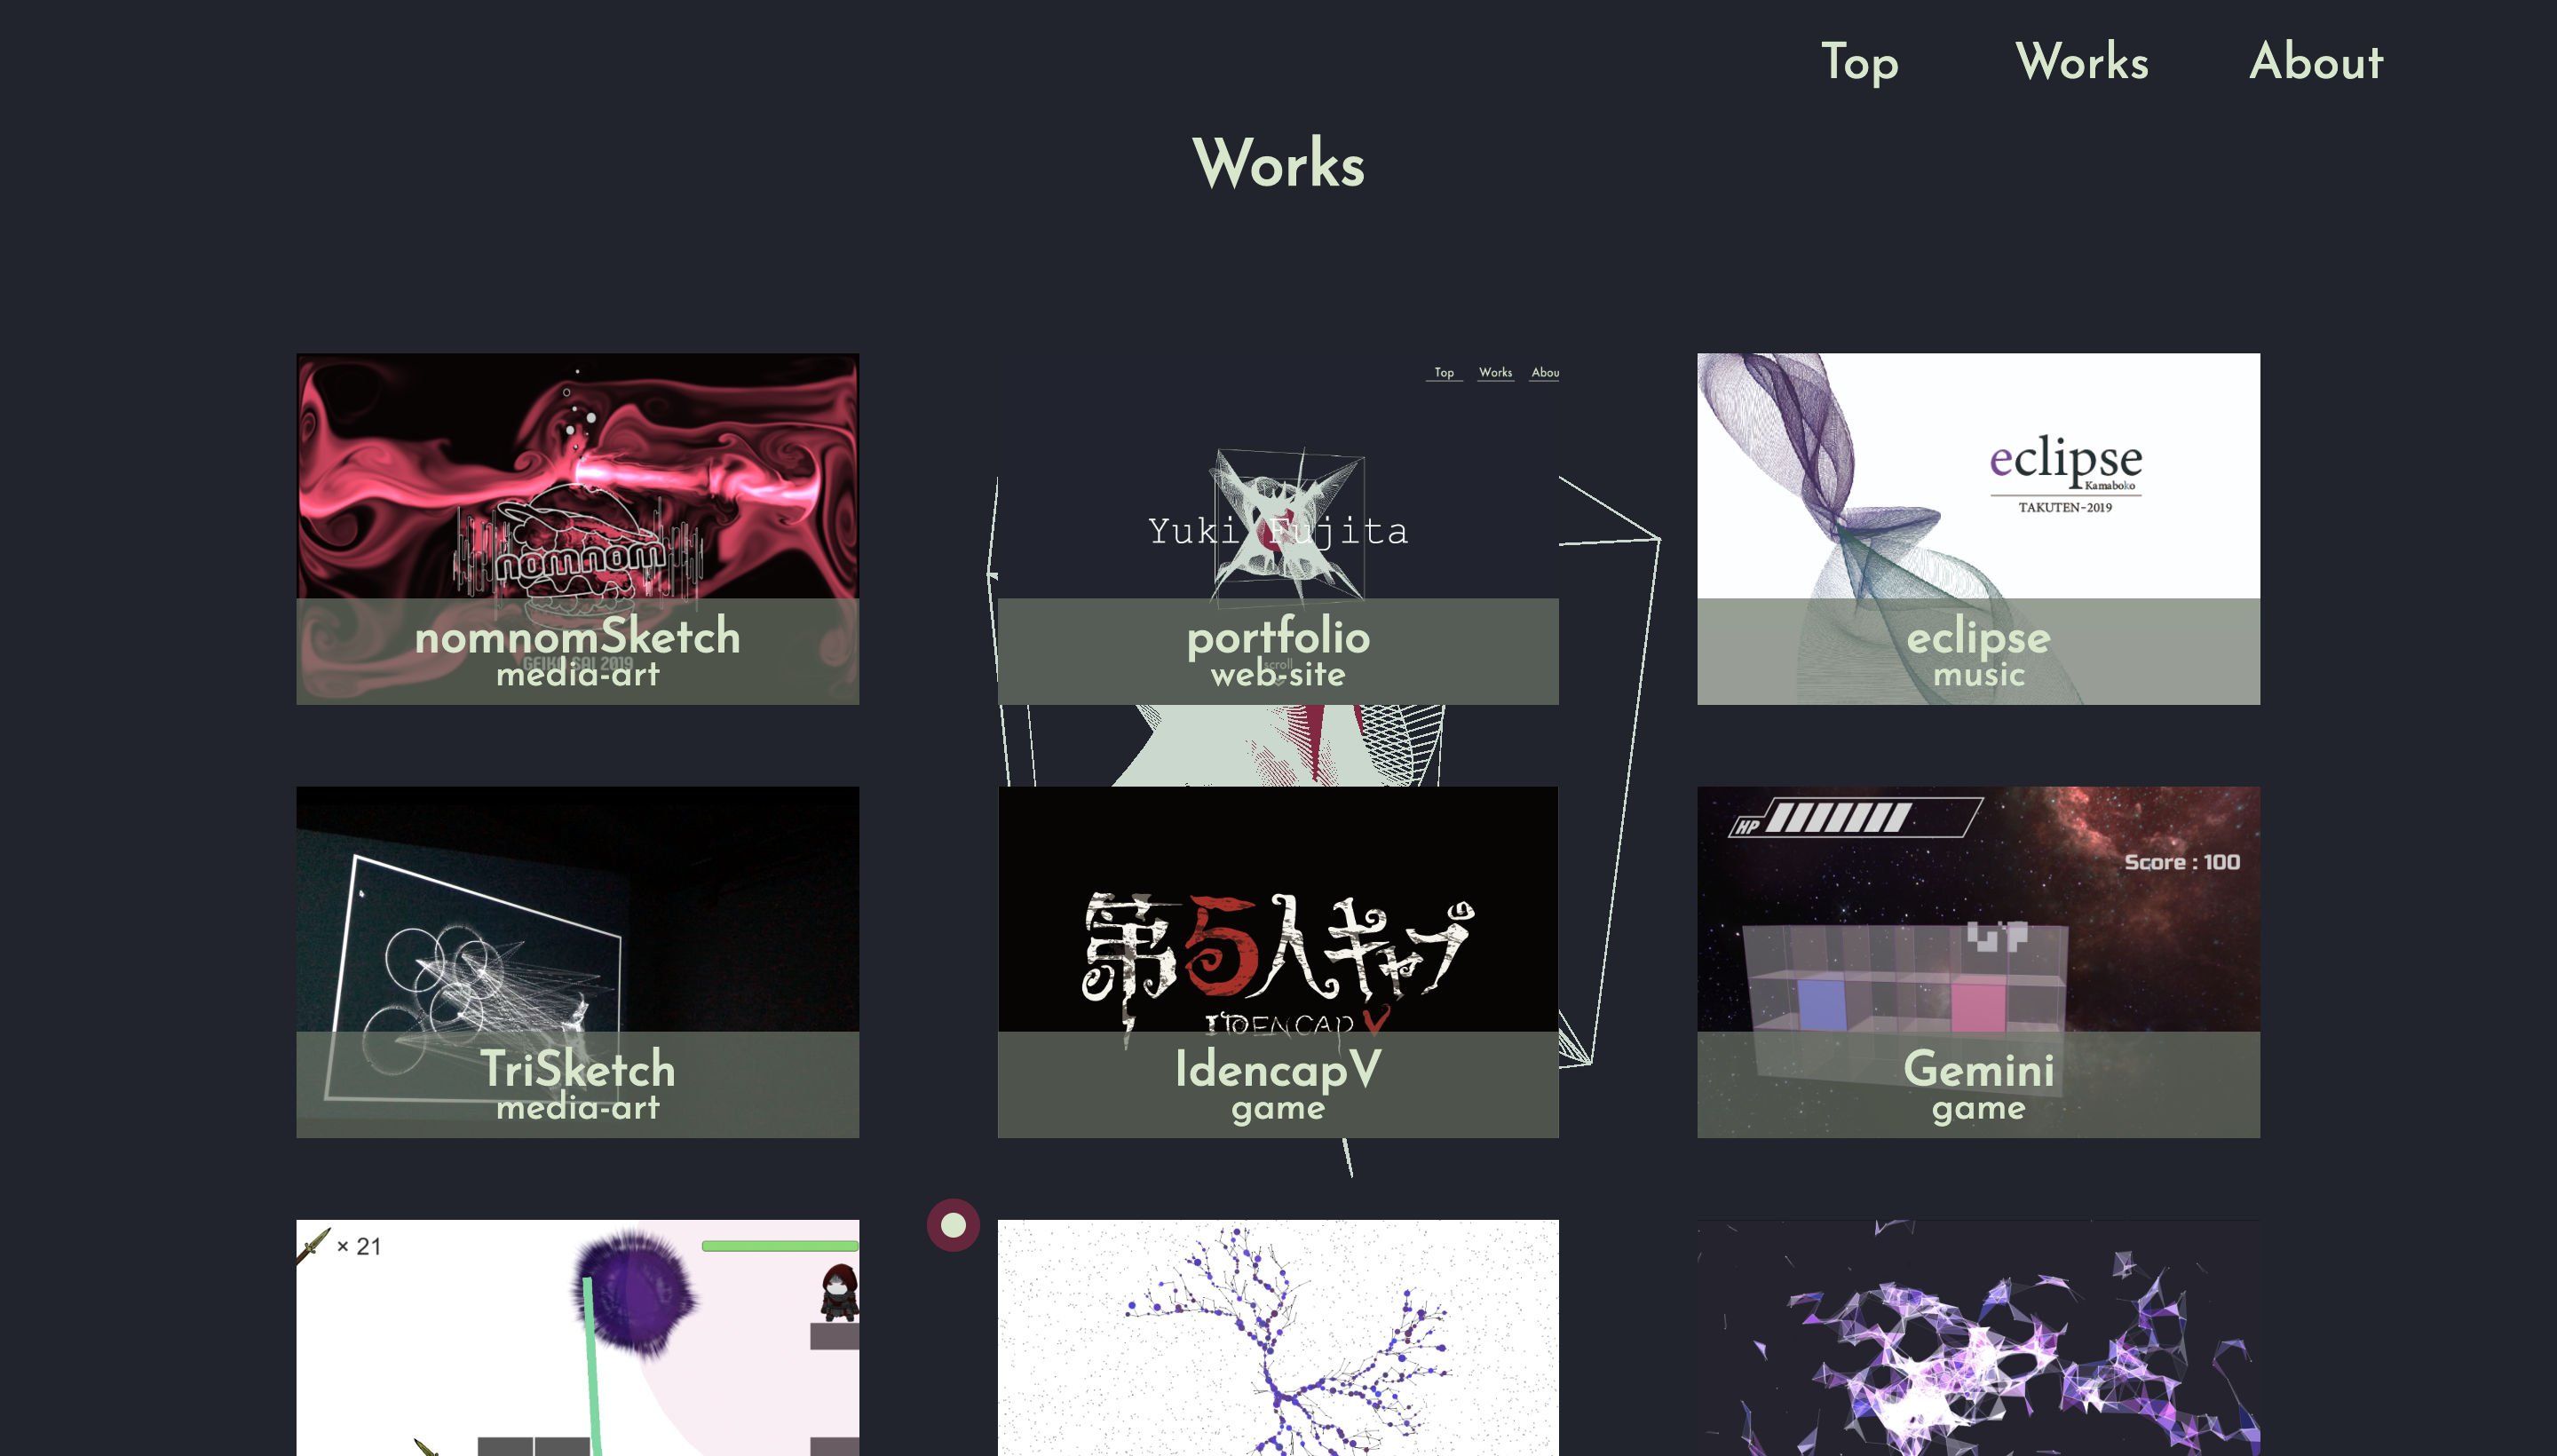 Top Works About
Works
nomnom
GEIKO SAI 2019
nomnomSketch
media-art
Top Works Abou
Yuki Fujita
scroll
portfolio
web-site
eclipse
Kamaboko
TAKUTEN-2019
eclipse
music
TriSketch
media-art
第5人キャプ
IDENCAP V
IdencapV
game
HP
Score : 100
Gemini
game
× 21